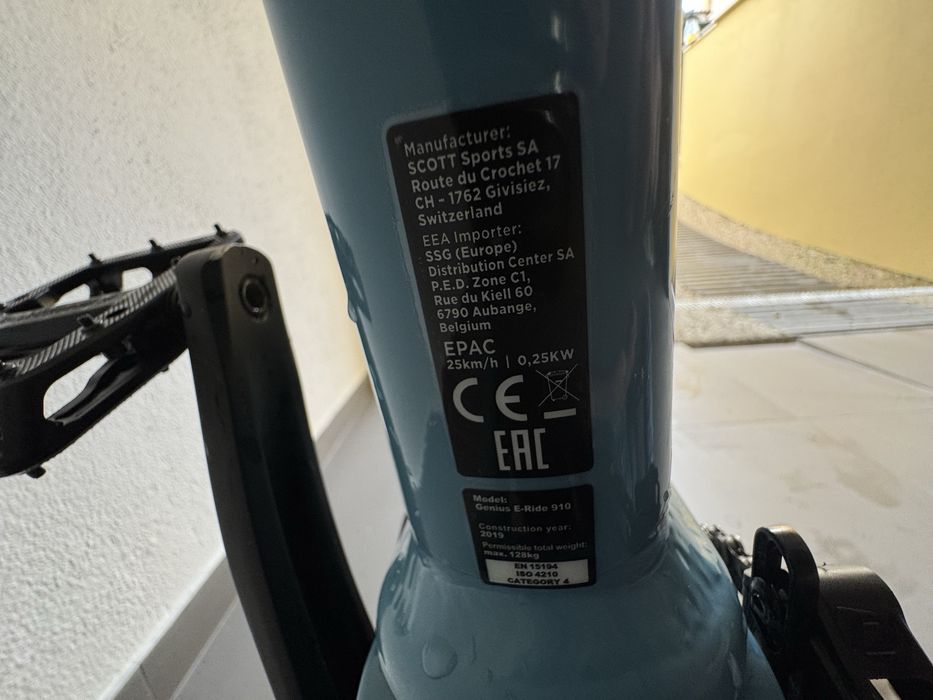 Manufacturer:
SCOTT Sports SA
Route du Crochet 17
CH - 1762 Givisiez,
Switzerland
EEA Importer:
SSG (Europe)
Distribution Center SA
P.E.D. Zone C1,
Rue du Kiell 60
6790 Aubange,
Belgium
EPAC
25km/h | 0,25KW
CE
EAC
Model:
Genius E-Ride 910
Construction year:
2019
Permissible total weight:
max. 128kg
EN 15194
ISO 4210
CATEGORY 4